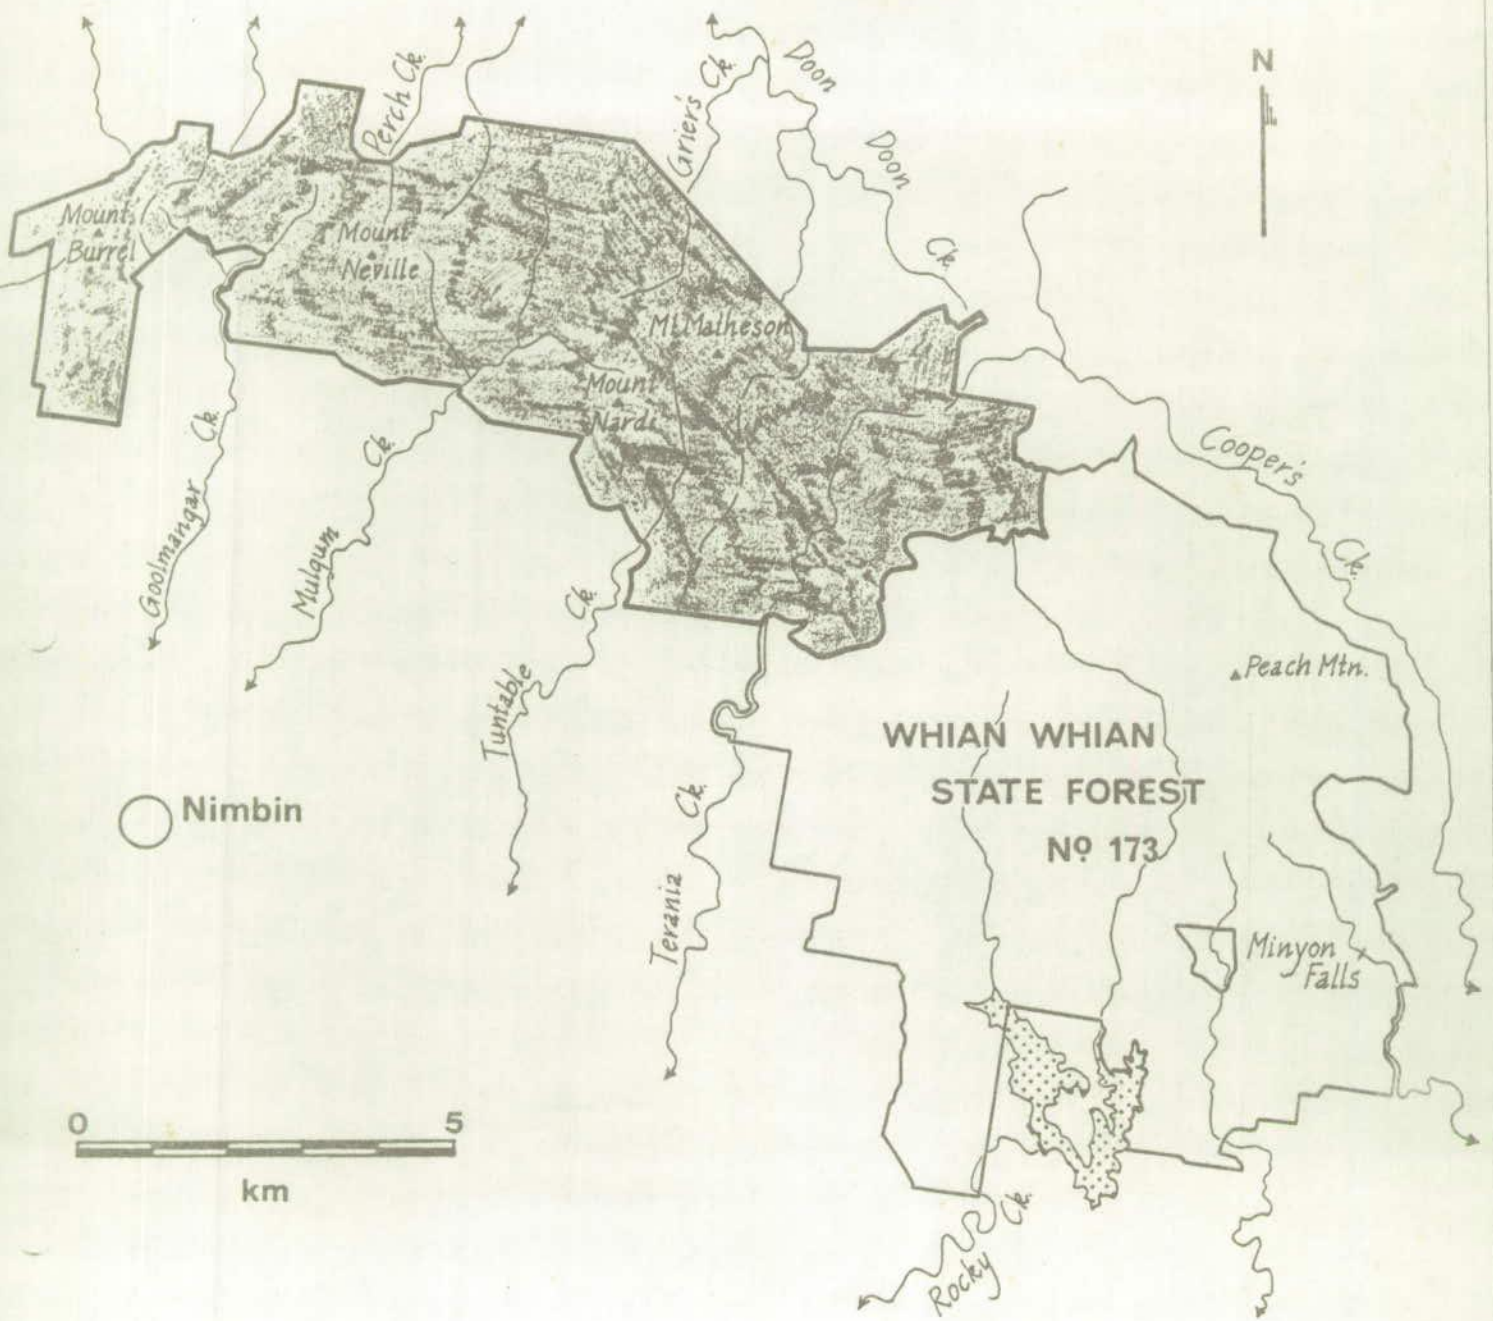 Perch Ck.
Grier's Ck.
Doon
Doon
Ck.
N
Mount
Burrel
Mount
Neville
Mt. Matheson
Mount
Nardi
Goolmangar Ck.
Mulgum Ck.
Tuntable Ck.
Terania Ck.
Cooper's
Ck.
Peach Mtn.
WHIAN WHIAN
STATE FOREST
Nº 173
Nimbin
Minyon
Falls
0 5
km
Rocky Ck.